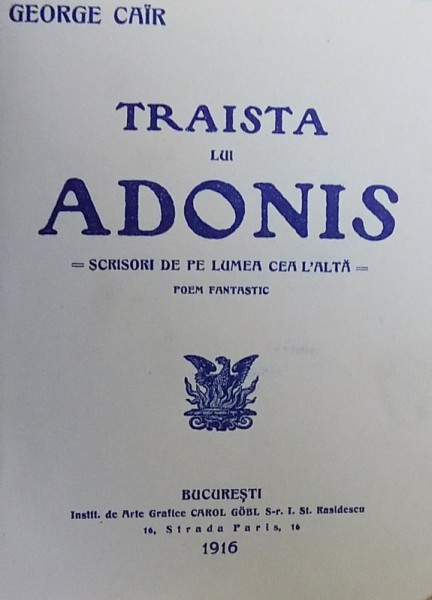 GEORGE CAÏR
TRAISTA
LUI
ADONIS
= SCRISORI DE PE LUMEA CEA L'ALTĂ =
POEM FANTASTIC
BUCUREȘTI
Instit. de Arte Grafice CAROL GÖBL S-r. I. St. Rasidescu
16, Strada Paris, 16
1916